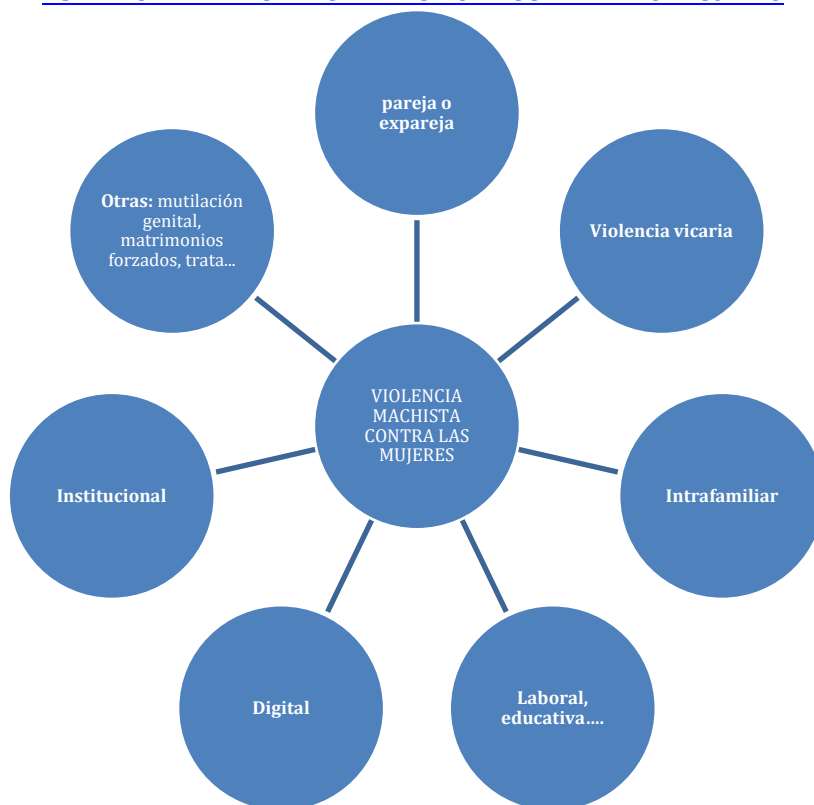 pareja o
expareja
Otras: mutilación
genital,
matrimonios
forzados, trata...
Violencia vicaria
VIOLENCIA
MACHISTA
CONTRA LAS
MUJERES
Institucional
Intrafamiliar
Digital
Laboral,
educativa....